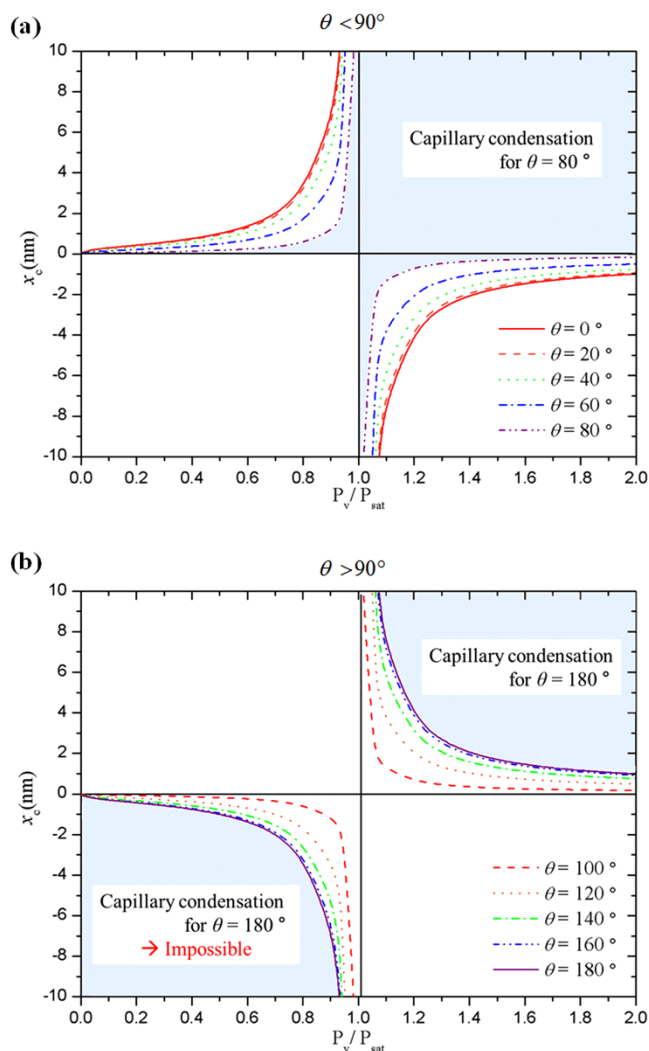 (a)
θ < 90°
10
8
6
4
2
0
-2
-4
-6
-8
-10
x_c(nm)
Capillary condensation
for θ = 80 °
θ = 0 °
θ = 20 °
θ = 40 °
θ = 60 °
θ = 80 °
0.0 0.2 0.4 0.6 0.8 1.0 1.2 1.4 1.6 1.8 2.0
P_v/P_sat
(b)
θ > 90°
10
8
6
4
2
0
-2
-4
-6
-8
-10
x_c(nm)
Capillary condensation
for θ = 180 °
Capillary condensation
for θ = 180 °
→ Impossible
θ = 100 °
θ = 120 °
θ = 140 °
θ = 160 °
θ = 180 °
0.0 0.2 0.4 0.6 0.8 1.0 1.2 1.4 1.6 1.8 2.0
P_v/P_sat